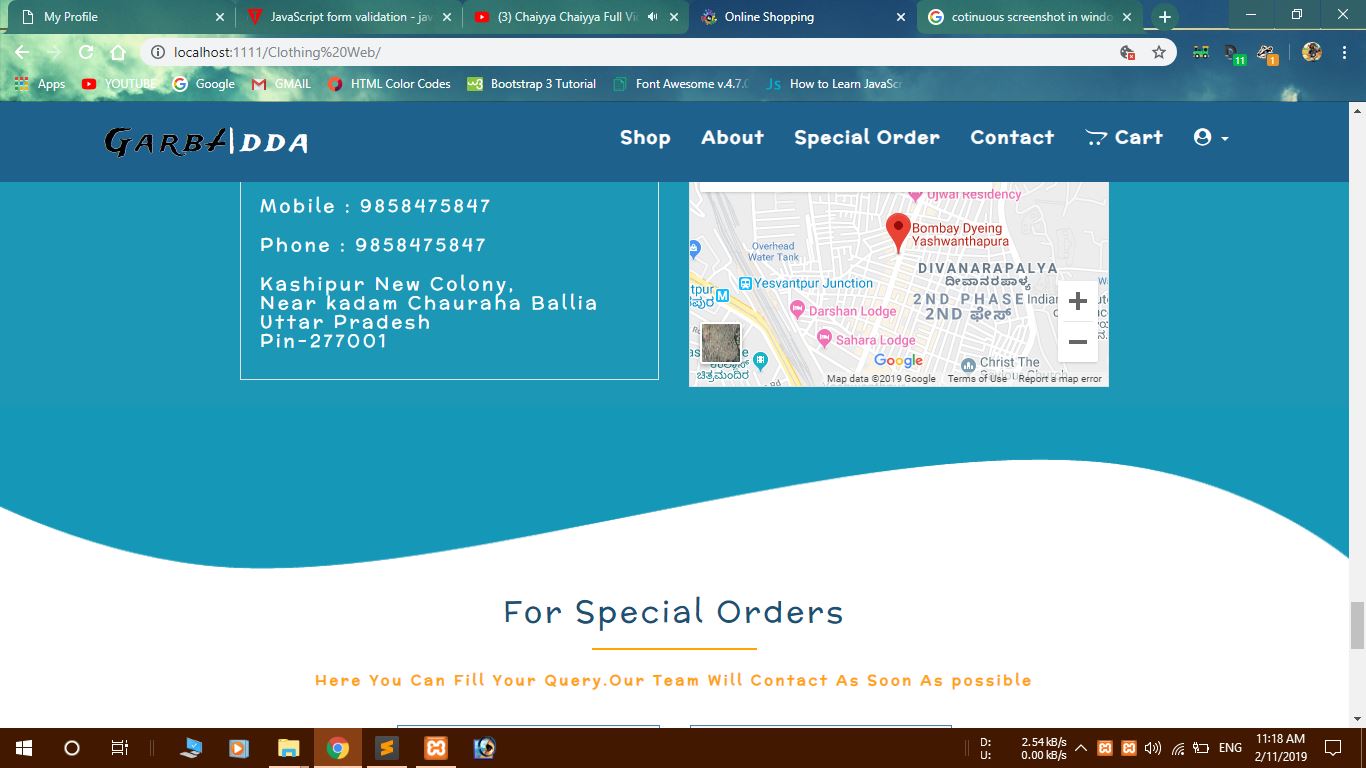 My Profile
JavaScript form validation - jav
(3) Chaiyya Chaiyya Full Vid
Online Shopping
cotinuous screenshot in windo
localhost:1111/Clothing%20Web/
Apps
YOUTUBE
Google
GMAIL
HTML Color Codes
Bootstrap 3 Tutorial
Font Awesome v.4.7.0
How to Learn JavaScr
11
1
GARBADDA
Shop
About
Special Order
Contact
Cart
Mobile : 9858475847
Phone : 9858475847
Kashipur New Colony,
Near kadam Chauraha Ballia
Uttar Pradesh
Pin-277001
Ujwal Residency
Bombay Dyeing
Yashwanthapura
Overhead
Water Tank
DIVANARAPALYA
ದೀವಾನರಪಾಳ್ಯ
Yesvantpur Junction
2ND PHASE
2ND ಫೇಸ್
Darshan Lodge
Sahara Lodge
ಚಿತ್ರಮಂದಿರ
Google
Christ The
Map data ©2019 Google
Terms of Use
Report a map error
For Special Orders
Here You Can Fill Your Query.Our Team Will Contact As Soon As possible
D: 2.54 kB/s
U: 0.00 kB/s
ENG
11:18 AM
2/11/2019